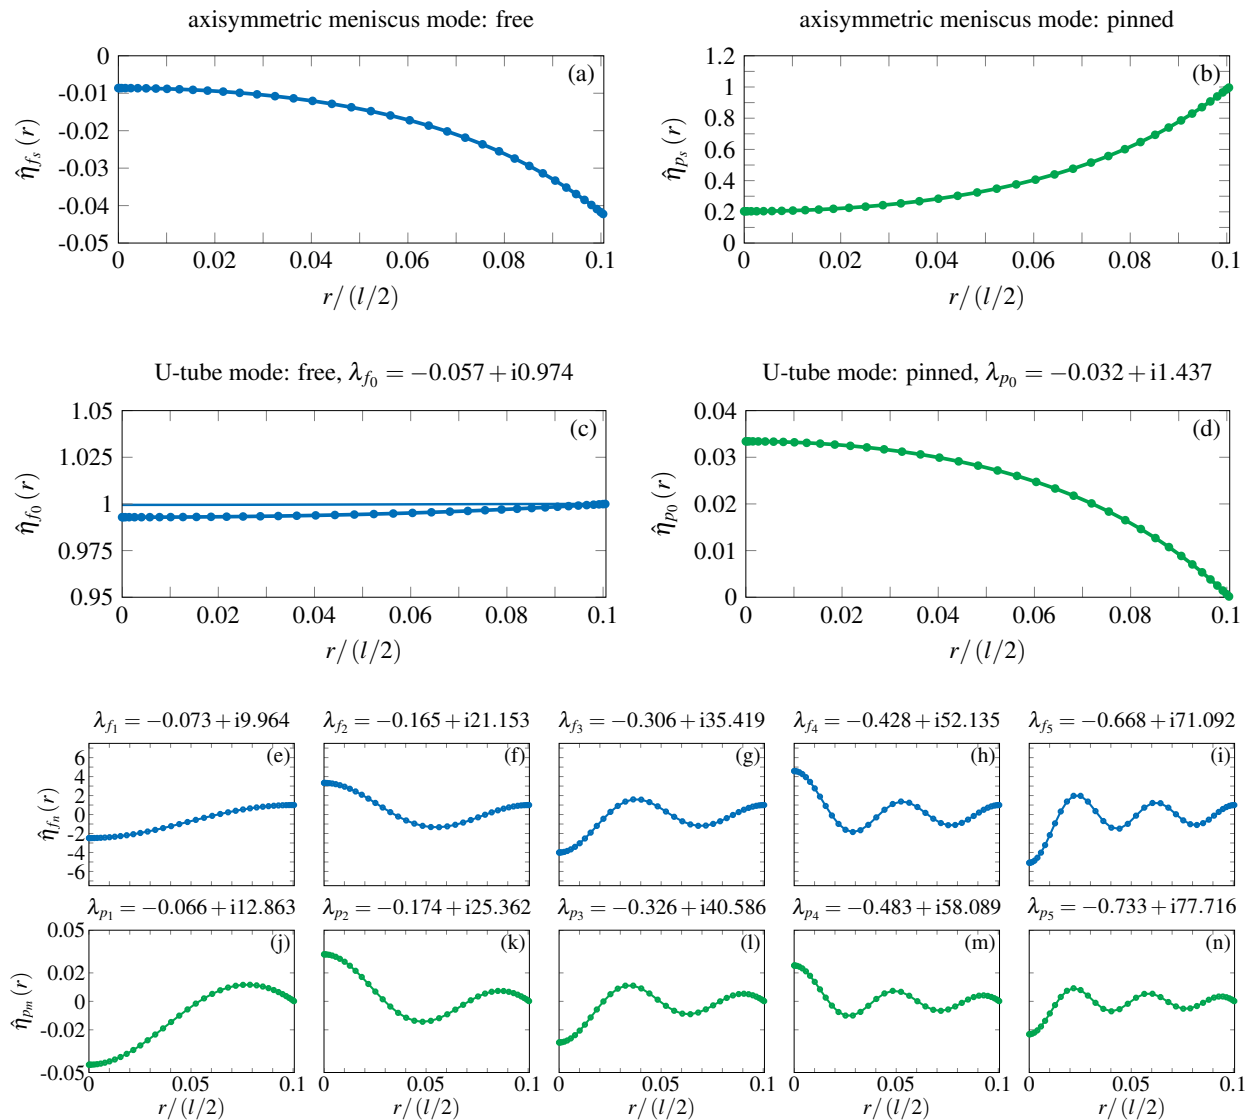 axisymmetric meniscus mode: free
axisymmetric meniscus mode: pinned
(a)
0
-0.01
-0.02
-0.03
-0.04
-0.05
η̂_{f_s}(r)
0 0.02 0.04 0.06 0.08 0.1
r/(l/2)
(b)
1.2
1
0.8
0.6
0.4
0.2
0
η̂_{p_s}(r)
0 0.02 0.04 0.06 0.08 0.1
r/(l/2)
U-tube mode: free, λ_{f_0} = −0.057 + i0.974
U-tube mode: pinned, λ_{p_0} = −0.032 + i1.437
(c)
1.05
1.025
1
0.975
0.95
η̂_{f_0}(r)
0 0.02 0.04 0.06 0.08 0.1
r/(l/2)
(d)
0.04
0.03
0.02
0.01
0
η̂_{p_0}(r)
0 0.02 0.04 0.06 0.08 0.1
r/(l/2)
λ_{f_1} = −0.073 + i9.964
λ_{f_2} = −0.165 + i21.153
λ_{f_3} = −0.306 + i35.419
λ_{f_4} = −0.428 + i52.135
λ_{f_5} = −0.668 + i71.092
(e) (f) (g) (h) (i)
6
4
2
0
-2
-4
-6
η̂_{f_n}(r)
λ_{p_1} = −0.066 + i12.863
λ_{p_2} = −0.174 + i25.362
λ_{p_3} = −0.326 + i40.586
λ_{p_4} = −0.483 + i58.089
λ_{p_5} = −0.733 + i77.716
(j) (k) (l) (m) (n)
0.05
0.02
0
-0.02
-0.05
η̂_{p_m}(r)
0 0.05 0.1
0 0.05 0.1
0 0.05 0.1
0 0.05 0.1
0 0.05 0.1
r/(l/2)
r/(l/2)
r/(l/2)
r/(l/2)
r/(l/2)